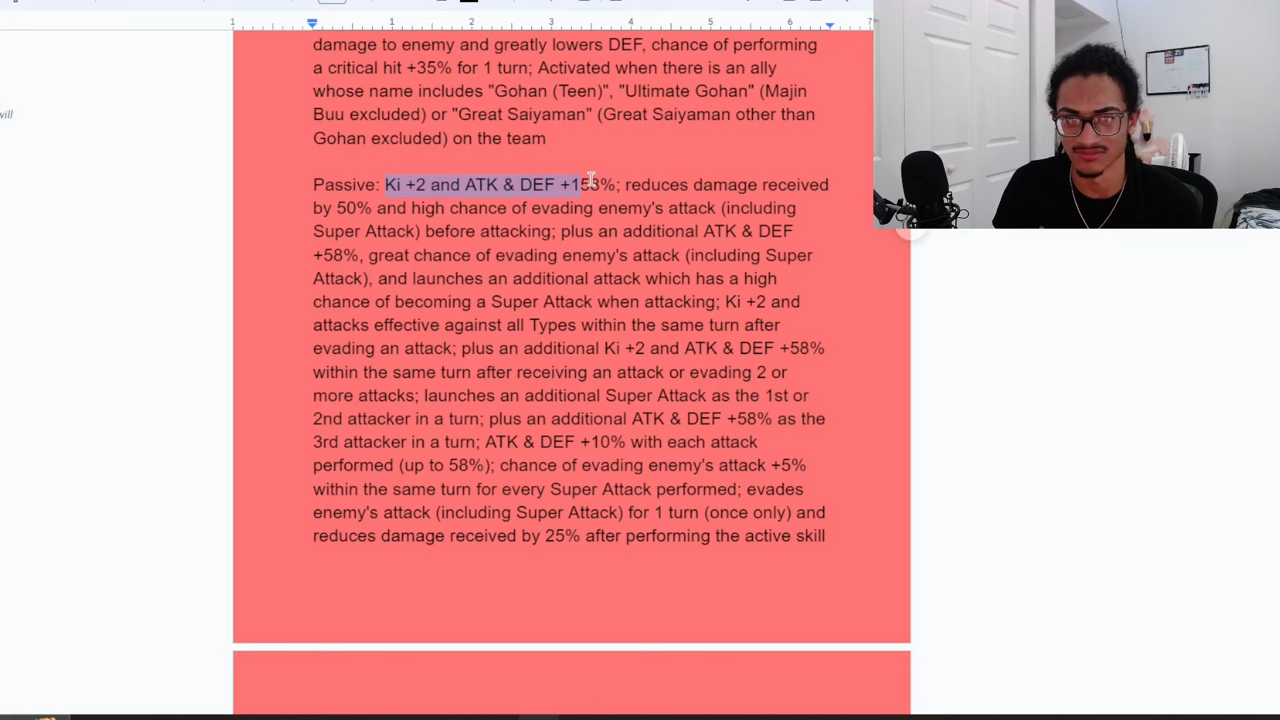 1 1 2 3 4 5 6 7
will
damage to enemy and greatly lowers DEF, chance of performing
a critical hit +35% for 1 turn; Activated when there is an ally
whose name includes "Gohan (Teen)", "Ultimate Gohan" (Majin
Buu excluded) or "Great Saiyaman" (Great Saiyaman other than
Gohan excluded) on the team
Passive: Ki +2 and ATK & DEF +158%; reduces damage received
by 50% and high chance of evading enemy's attack (including
Super Attack) before attacking; plus an additional ATK & DEF
+58%, great chance of evading enemy's attack (including Super
Attack), and launches an additional attack which has a high
chance of becoming a Super Attack when attacking; Ki +2 and
attacks effective against all Types within the same turn after
evading an attack; plus an additional Ki +2 and ATK & DEF +58%
within the same turn after receiving an attack or evading 2 or
more attacks; launches an additional Super Attack as the 1st or
2nd attacker in a turn; plus an additional ATK & DEF +58% as the
3rd attacker in a turn; ATK & DEF +10% with each attack
performed (up to 58%); chance of evading enemy's attack +5%
within the same turn for every Super Attack performed; evades
enemy's attack (including Super Attack) for 1 turn (once only) and
reduces damage received by 25% after performing the active skill